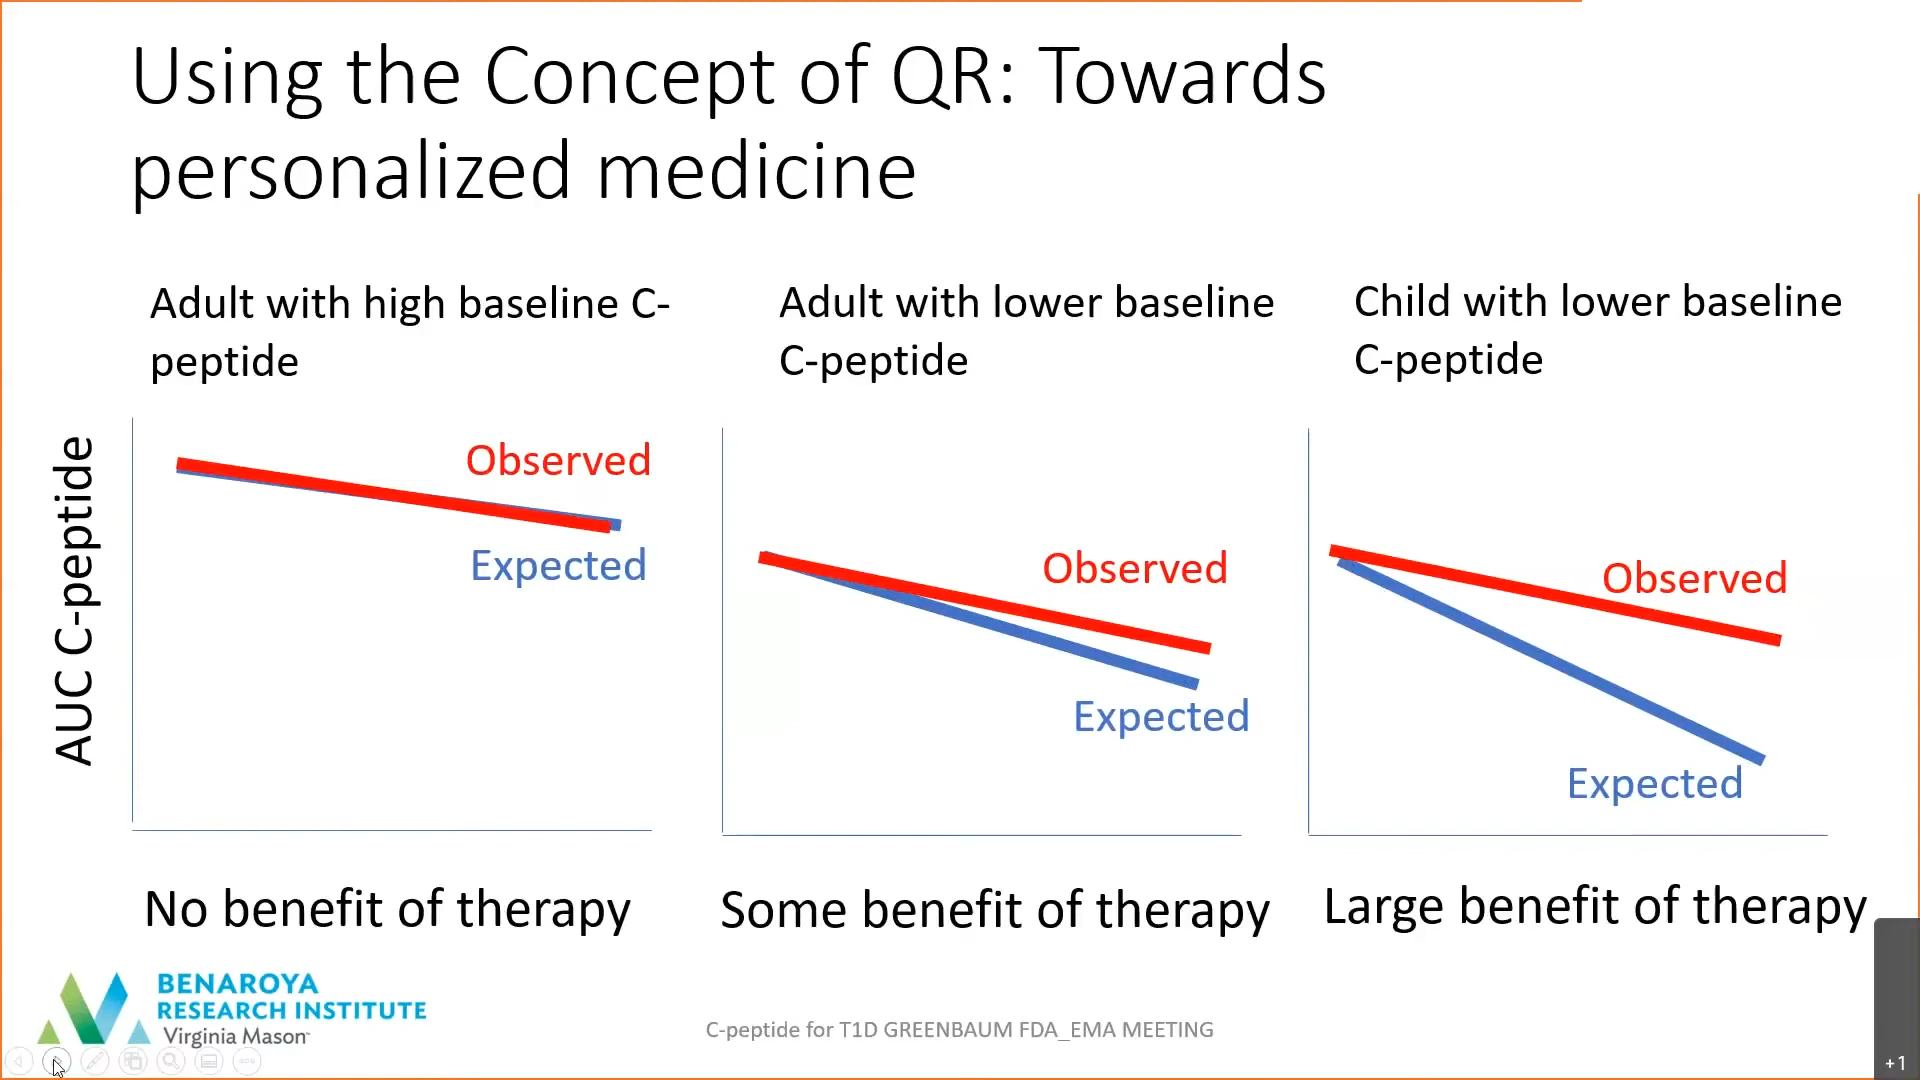 Using the Concept of QR: Towards
personalized medicine
Adult with high baseline C-
peptide
Adult with lower baseline
C-peptide
Child with lower baseline
C-peptide
AUC C-peptide
Observed
Expected
Observed
Expected
Observed
Expected
No benefit of therapy
Some benefit of therapy
Large benefit of therapy
BENAROYA
RESEARCH INSTITUTE
Virginia Mason
C-peptide for T1D GREENBAUM FDA_EMA MEETING
+1